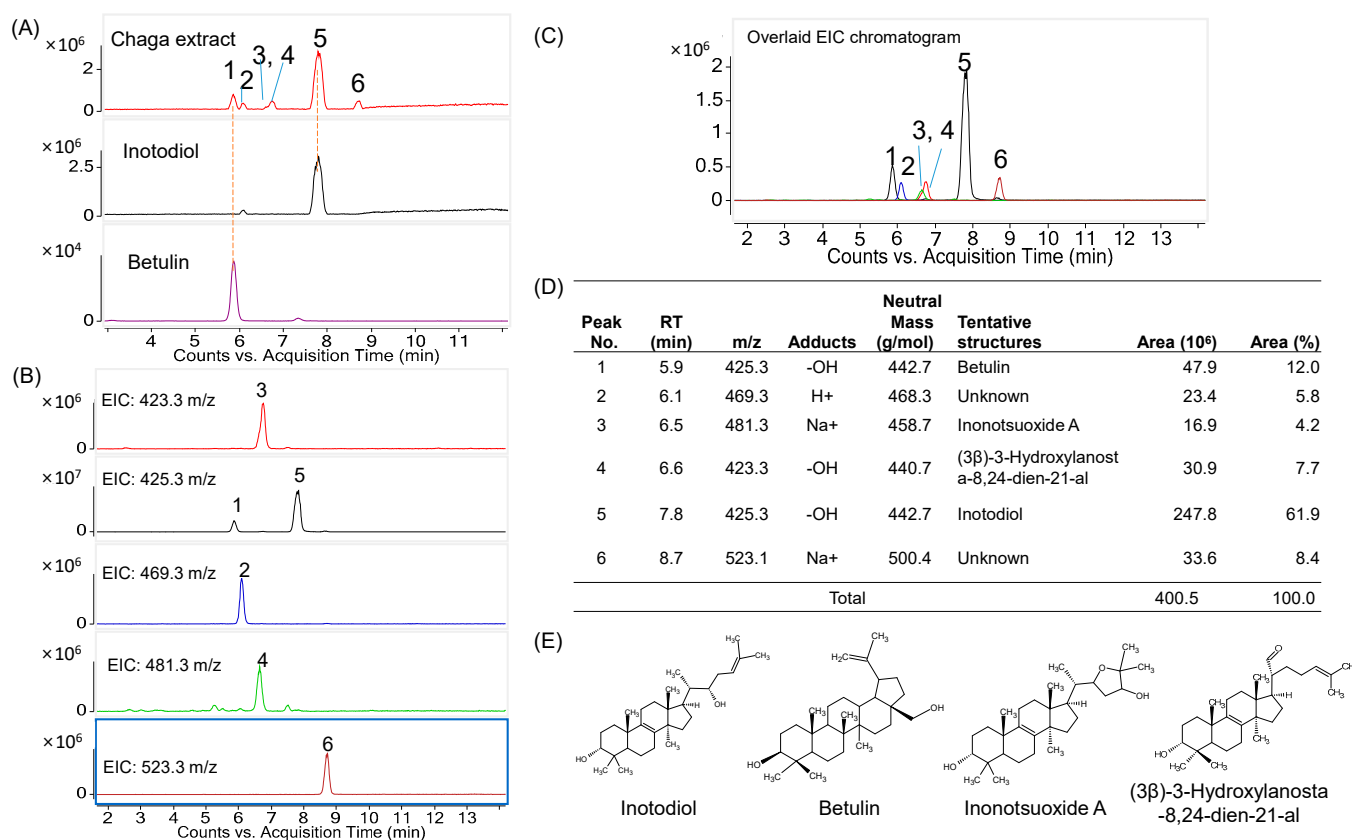 (A)
Chaga extract
×10⁶
2
0
1
2
3, 4
5
6
Inotodiol
×10⁶
2.5
0
Betulin
×10⁴
0
4 5 6 7 8 9 10 11
Counts vs. Acquisition Time (min)
(B)
EIC: 423.3 m/z
×10⁶
0
3
EIC: 425.3 m/z
×10⁷
0
1
5
EIC: 469.3 m/z
×10⁶
0
2
EIC: 481.3 m/z
×10⁶
0
4
EIC: 523.3 m/z
×10⁶
0
6
2 3 4 5 6 7 8 9 10 11 12 13
Counts vs. Acquisition Time (min)
(C)
Overlaid EIC chromatogram
×10⁶
2
1.5
1
0.5
0
1
2
3, 4
5
6
2 3 4 5 6 7 8 9 10 11 12 13
Counts vs. Acquisition Time (min)
(D)
Peak No. RT (min) m/z Adducts Neutral Mass (g/mol) Tentative structures Area (10⁶) Area (%)
1 5.9 425.3 -OH 442.7 Betulin 47.9 12.0
2 6.1 469.3 H+ 468.3 Unknown 23.4 5.8
3 6.5 481.3 Na+ 458.7 Inonotsuoxide A 16.9 4.2
4 6.6 423.3 -OH 440.7 (3β)-3-Hydroxylanost
a-8,24-dien-21-al 30.9 7.7
5 7.8 425.3 -OH 442.7 Inotodiol 247.8 61.9
6 8.7 523.1 Na+ 500.4 Unknown 33.6 8.4
Total 400.5 100.0
(E)
Inotodiol
Betulin
Inonotsuoxide A
(3β)-3-Hydroxylanosta
-8,24-dien-21-al